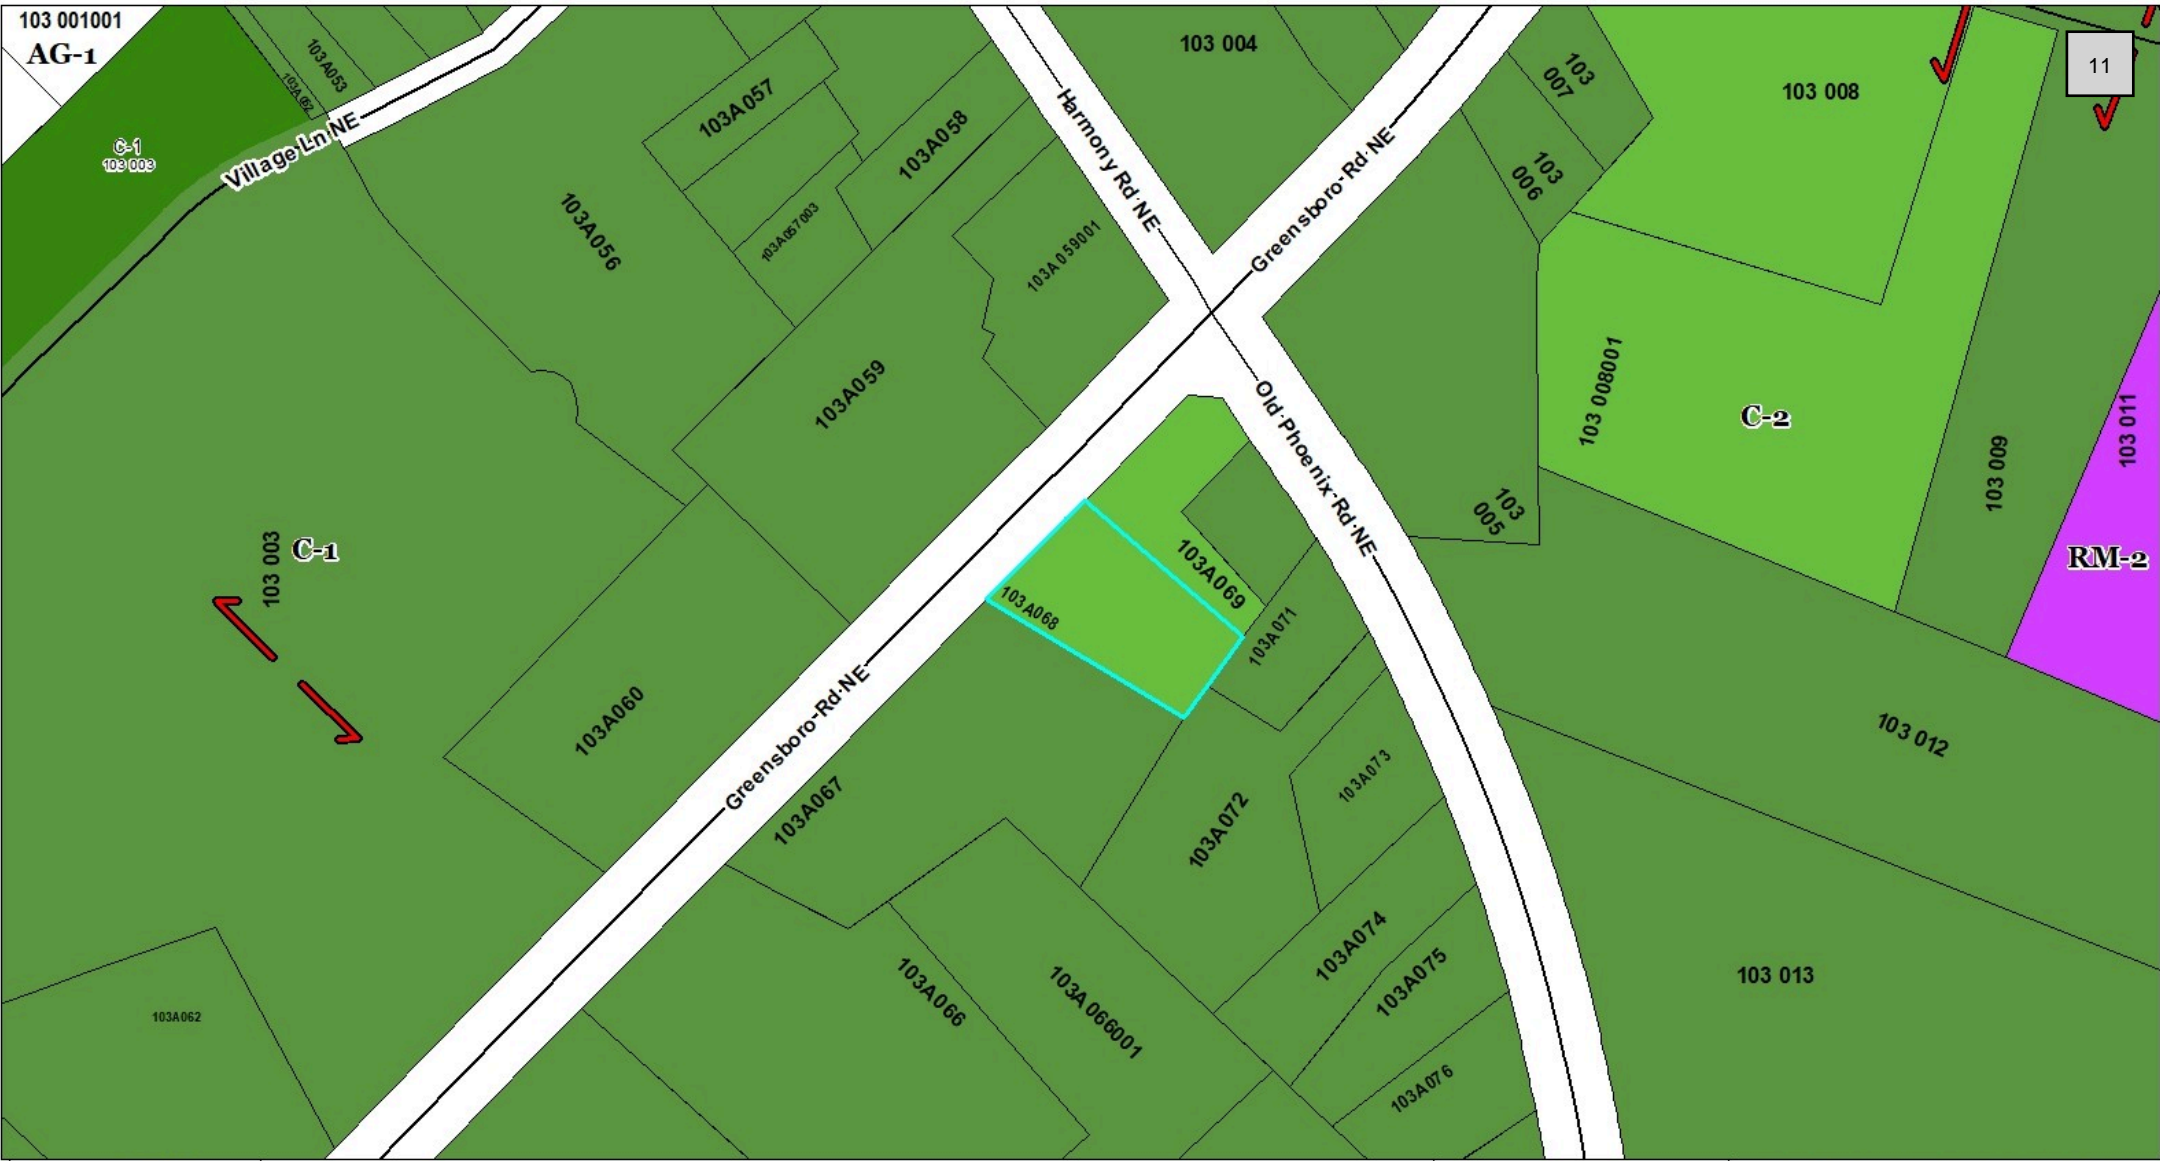 103 001001
AG-1
103A053
103A052
C-1
103 003
Village Ln NE
103A057
103A058
103 004
Harmony Rd NE
Greensboro Rd NE
103
007
103
006
103 008
11
103A056
103A057003
103A059001
103A059
103 008001
C-2
103 011
103 009
RM-2
Old Phoenix Rd NE
103
005
103 003
C-1
103A069
103A068
103A071
103A060
Greensboro Rd NE
103A067
103A073
103A072
103 012
103A074
103A075
103A066
103A066001
103 013
103A062
103A076